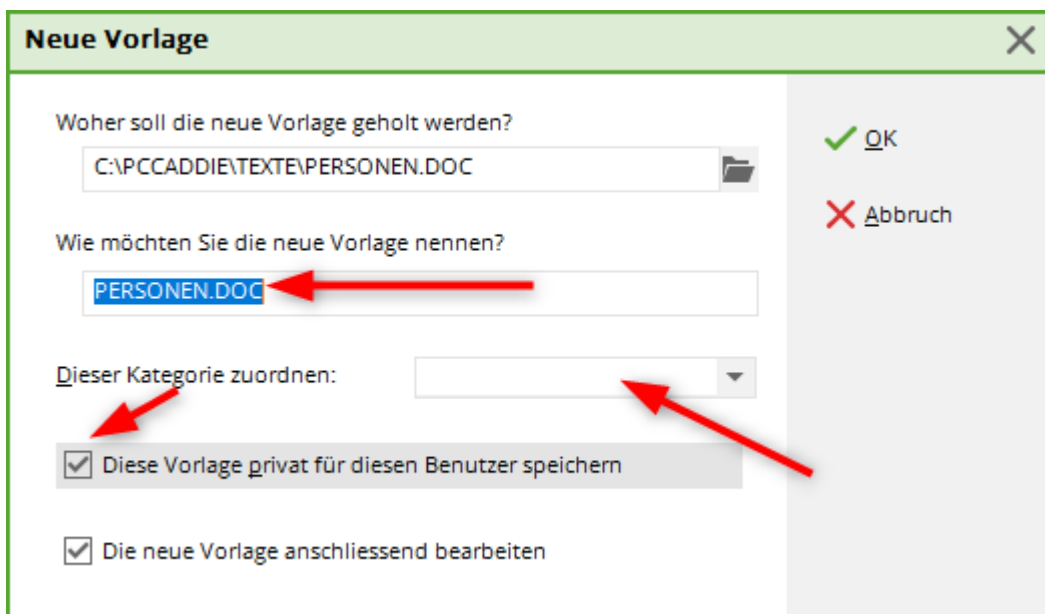 Neue Vorlage
Woher soll die neue Vorlage geholt werden?
C:\PCCADDIE\TEXTE\PERSONEN.DOC
OK
Abbruch
Wie möchten Sie die neue Vorlage nennen?
PERSONEN.DOC
Dieser Kategorie zuordnen:
Diese Vorlage privat für diesen Benutzer speichern
Die neue Vorlage anschliessend bearbeiten